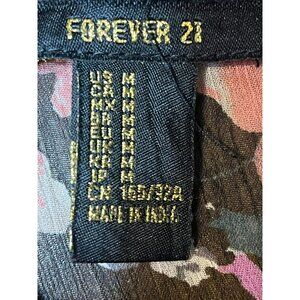 FOREVER 21
US M
CA M
MX M
BR M
EU M
UK M
KR M
JP M
CN 165/92A
MADE IN INDIA